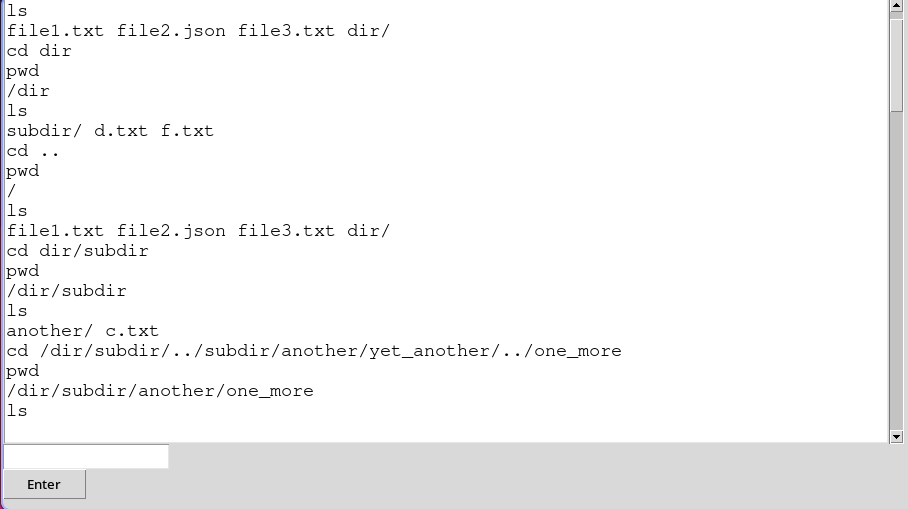 ls
file1.txt file2.json file3.txt dir/
cd dir
pwd
/dir
ls
subdir/ d.txt f.txt
cd ..
pwd
/
ls
file1.txt file2.json file3.txt dir/
cd dir/subdir
pwd
/dir/subdir
ls
another/ c.txt
cd /dir/subdir/../subdir/another/yet_another/../one_more
pwd
/dir/subdir/another/one_more
ls
Enter